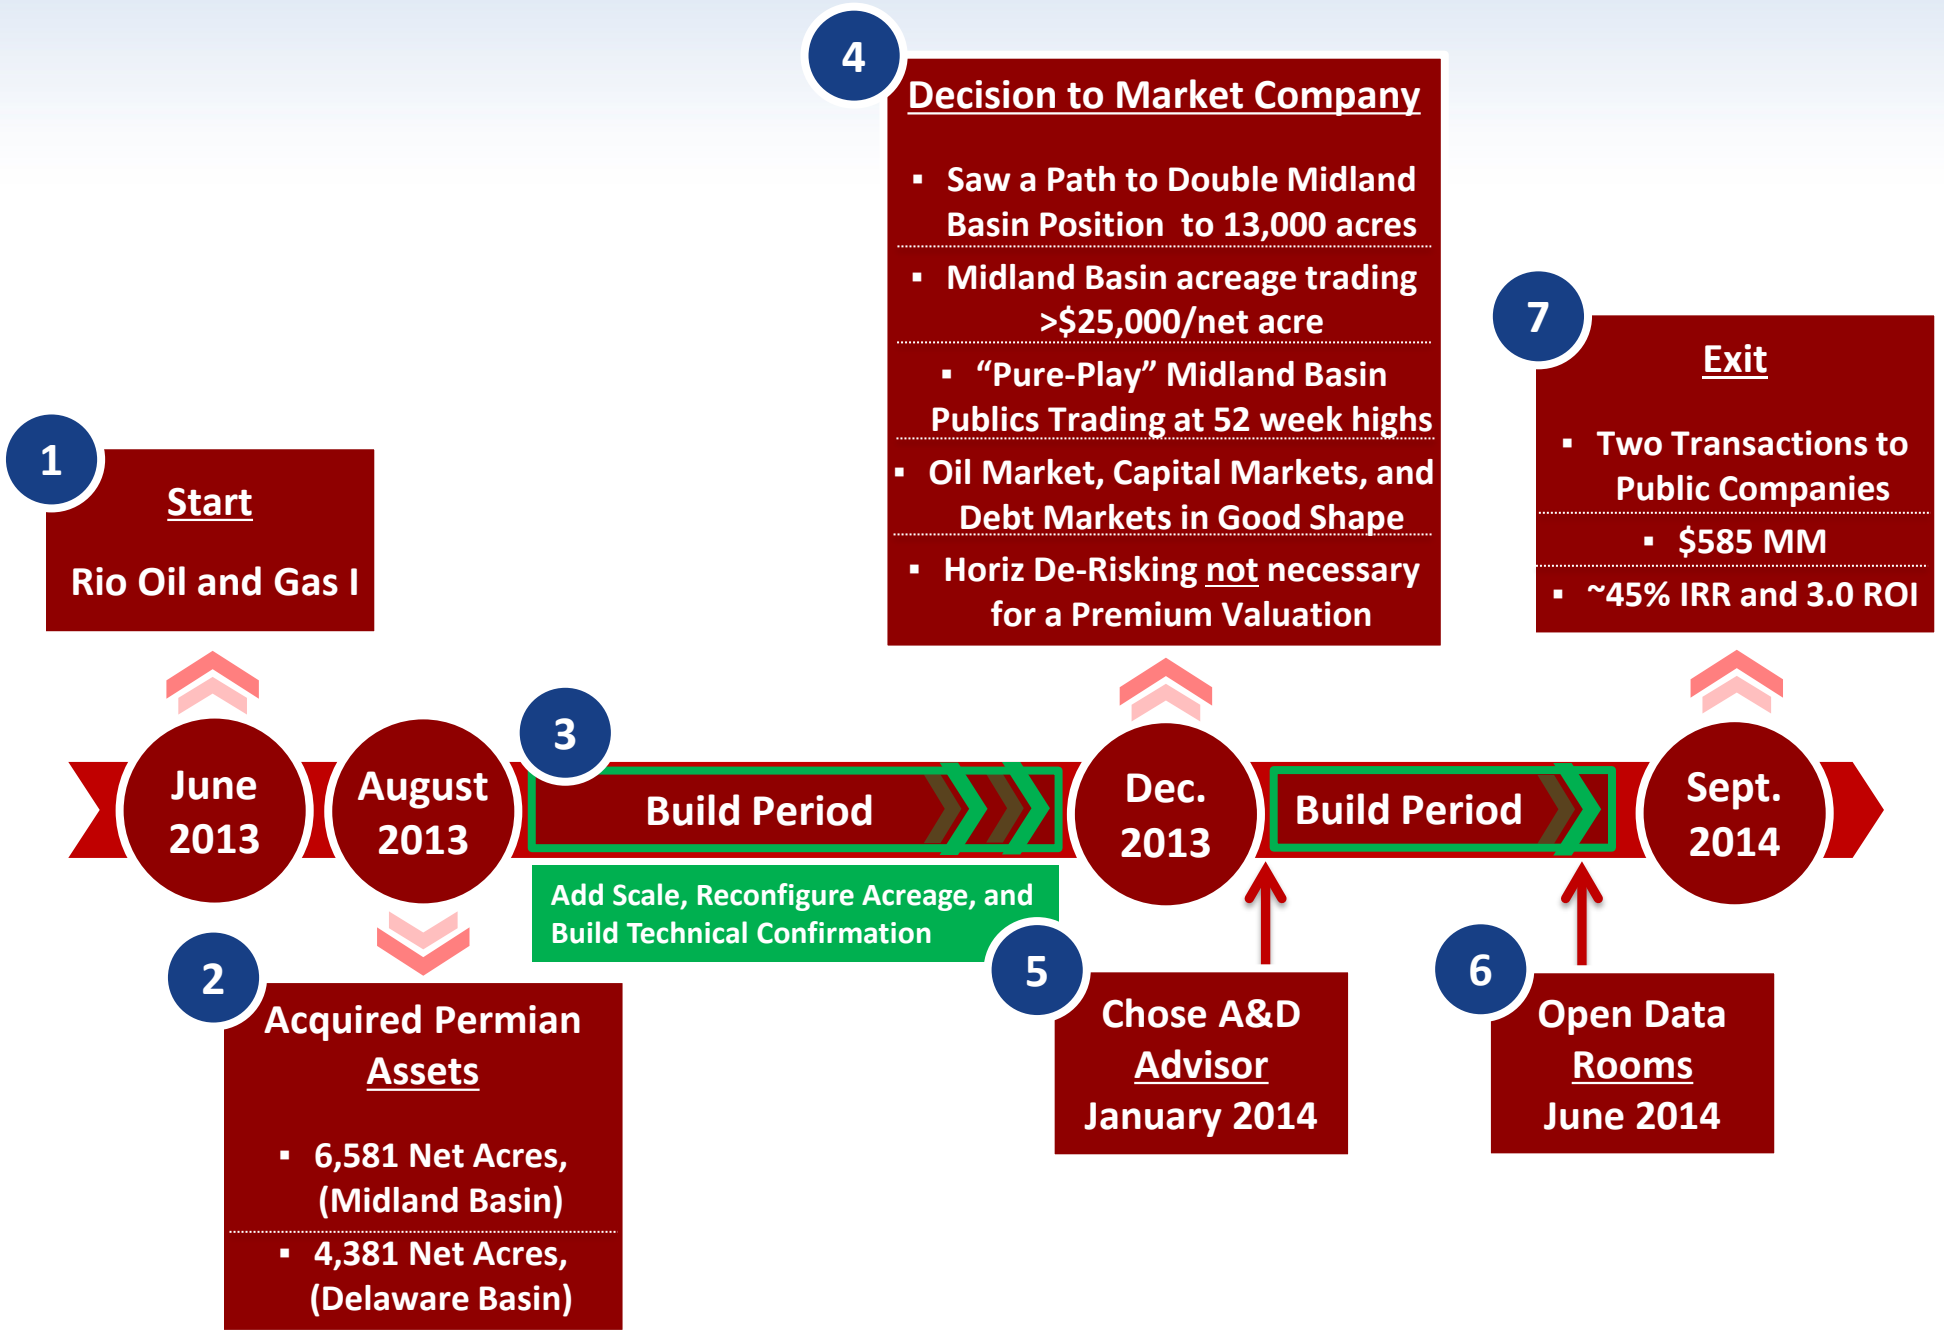 1
Start
Rio Oil and Gas I
2
Acquired Permian
Assets
▪ 6,581 Net Acres,
(Midland Basin)
▪ 4,381 Net Acres,
(Delaware Basin)
3
Build Period
Add Scale, Reconfigure Acreage, and
Build Technical Confirmation
4
Decision to Market Company
▪ Saw a Path to Double Midland
Basin Position to 13,000 acres
▪ Midland Basin acreage trading
>$25,000/net acre
▪ “Pure-Play” Midland Basin
Publics Trading at 52 week highs
▪ Oil Market, Capital Markets, and
Debt Markets in Good Shape
▪ Horiz De-Risking not necessary
for a Premium Valuation
5
Chose A&D
Advisor
January 2014
6
Open Data
Rooms
June 2014
7
Exit
▪ Two Transactions to
Public Companies
▪ $585 MM
▪ ~45% IRR and 3.0 ROI
June
2013
August
2013
Dec.
2013
Build Period
Sept.
2014